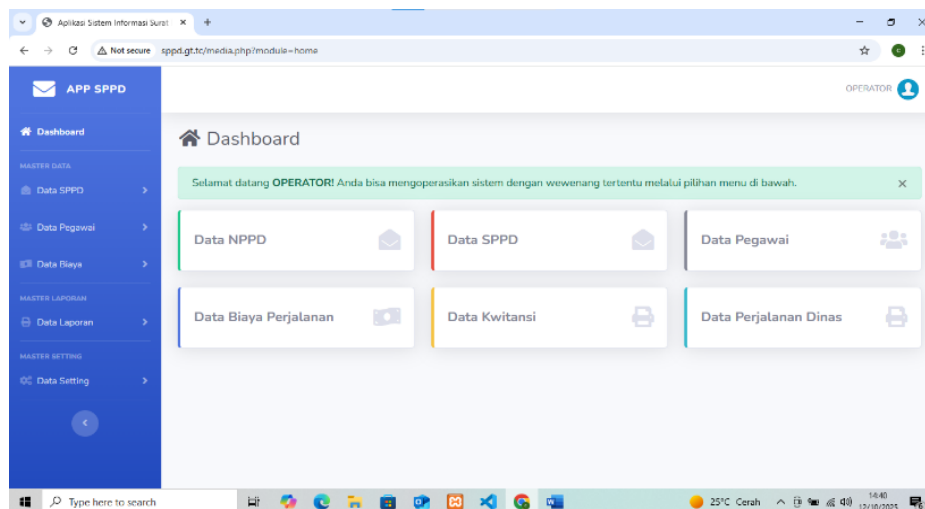 Aplikasi Sistem Informasi Surat
Not secure sppd.gt.tc/media.php?module=home
APP SPPD
OPERATOR
Dashboard
Dashboard
MASTER DATA
Selamat datang OPERATOR! Anda bisa mengoperasikan sistem dengan wewenang tertentu melalui pilihan menu di bawah.
Data SPPD
Data Pegawai
Data Biaya
MASTER LAPORAN
Data Laporan
MASTER SETTING
Data Setting
Data NPPD
Data SPPD
Data Pegawai
Data Biaya Perjalanan
Data Kwitansi
Data Perjalanan Dinas
Type here to search
25°C Cerah
14:40
12/10/2025